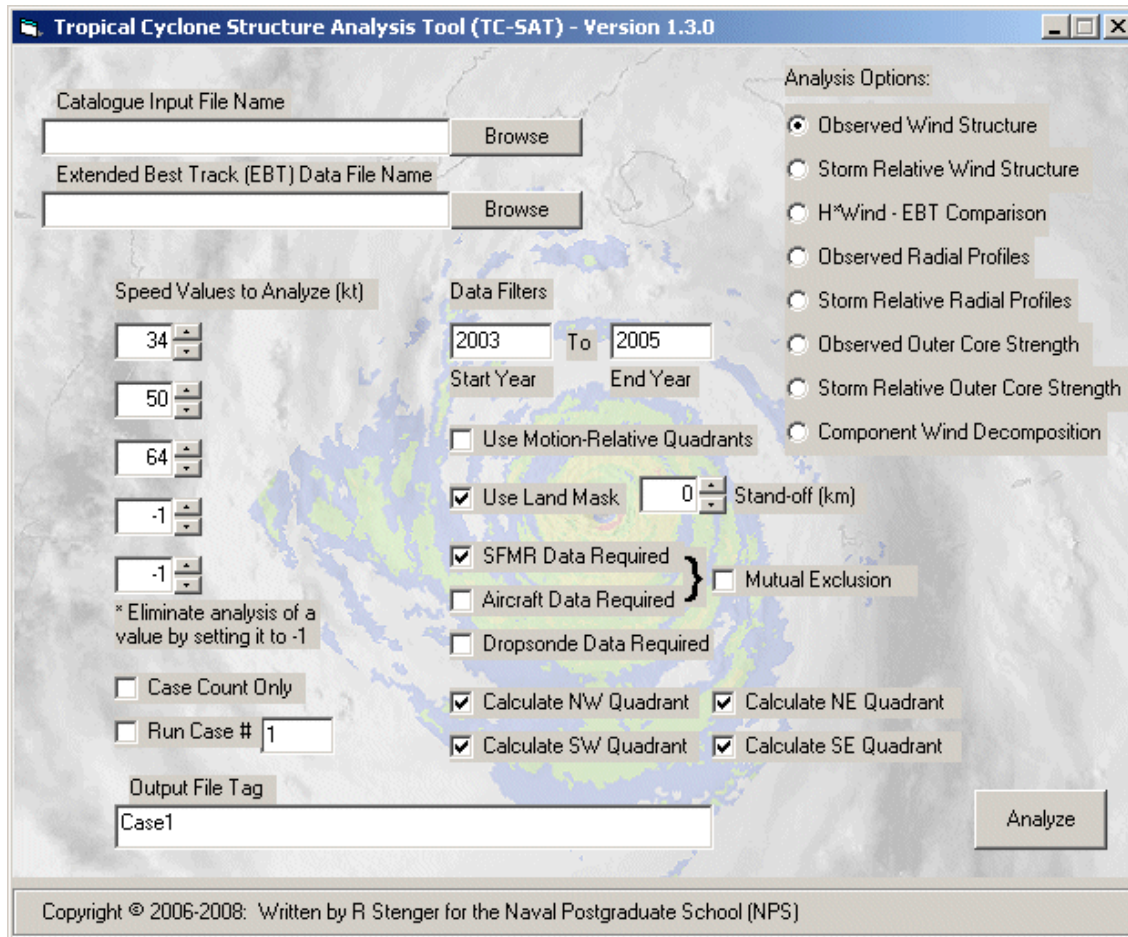 Tropical Cyclone Structure Analysis Tool (TC-SAT) - Version 1.3.0
Catalogue Input File Name
Browse
Extended Best Track (EBT) Data File Name
Browse
Analysis Options:
Observed Wind Structure
Storm Relative Wind Structure
H*Wind - EBT Comparison
Observed Radial Profiles
Storm Relative Radial Profiles
Observed Outer Core Strength
Storm Relative Outer Core Strength
Component Wind Decomposition
Speed Values to Analyze (kt)
34
50
64
-1
-1
* Eliminate analysis of a
value by setting it to -1
Case Count Only
Run Case # 1
Data Filters
2003 To 2005
Start Year End Year
Use Motion-Relative Quadrants
Use Land Mask 0 Stand-off (km)
SFMR Data Required
Aircraft Data Required
} Mutual Exclusion
Dropsonde Data Required
Calculate NW Quadrant Calculate NE Quadrant
Calculate SW Quadrant Calculate SE Quadrant
Output File Tag
Case1
Analyze
Copyright © 2006-2008: Written by R Stenger for the Naval Postgraduate School (NPS)